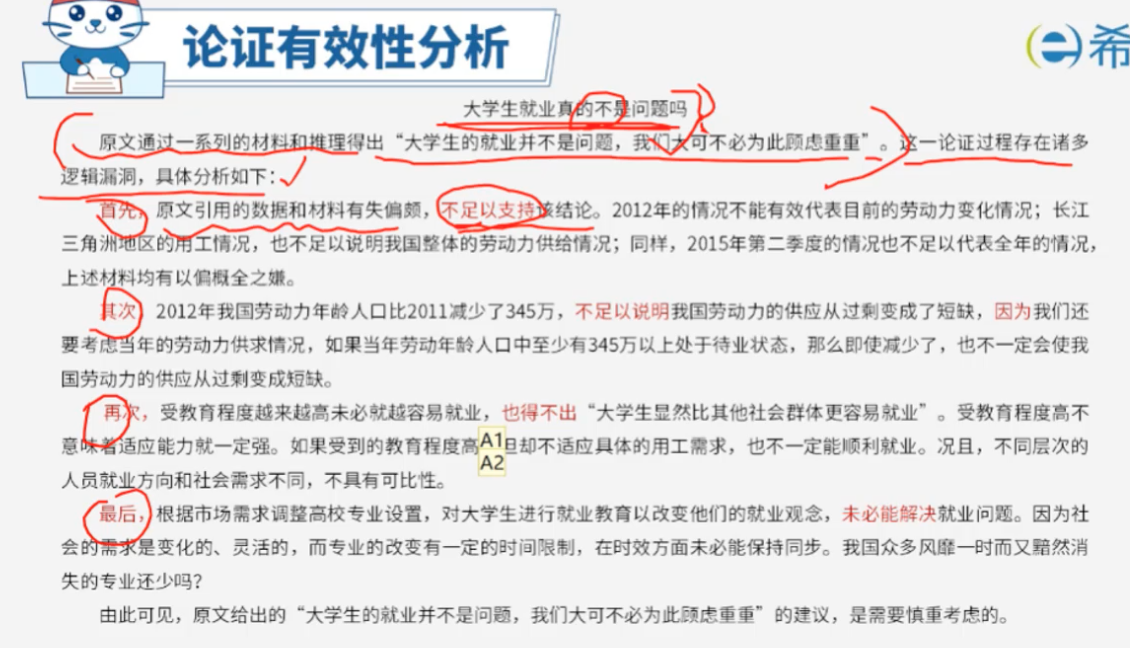 论证有效性分析
希
大学生就业真的不是问题吗
原文通过一系列的材料和推理得出“大学生的就业并不是问题，我们大可不必为此顾虑重重”。这一论证过程存在诸多
逻辑漏洞，具体分析如下：
首先，原文引用的数据和材料有失偏颇，不足以支持该结论。2012年的情况不能有效代表目前的劳动力变化情况；长江
三角洲地区的用工情况，也不足以说明我国整体的劳动力供给情况；同样，2015年第二季度的情况也不足以代表全年的情况，
上述材料均有以偏概全之嫌。
其次，2012年我国劳动力年龄人口比2011减少了345万，不足以说明我国劳动力的供应从过剩变成了短缺，因为我们还
要考虑当年的劳动力供求情况，如果当年劳动年龄人口中至少有345万以上处于待业状态，那么即使减少了，也不一定会使我
国劳动力的供应从过剩变成短缺。
再次，受教育程度越来越高未必就越容易就业，也得不出“大学生显然比其他社会群体更容易就业”。受教育程度高不
意味着适应能力就一定强。如果受到的教育程度高 但却不适应具体的用工需求，也不一定能顺利就业。况且，不同层次的
A1
A2
人员就业方向和社会需求不同，不具有可比性。
最后，根据市场需求调整高校专业设置，对大学生进行就业教育以改变他们的就业观念，未必能解决就业问题。因为社
会的需求是变化的、灵活的，而专业的改变有一定的时间限制，在时效方面未必能保持同步。我国众多风靡一时而又黯然消
失的专业还少吗？
由此可见，原文给出的“大学生的就业并不是问题，我们大可不必为此顾虑重重”的建议，是需要慎重考虑的。